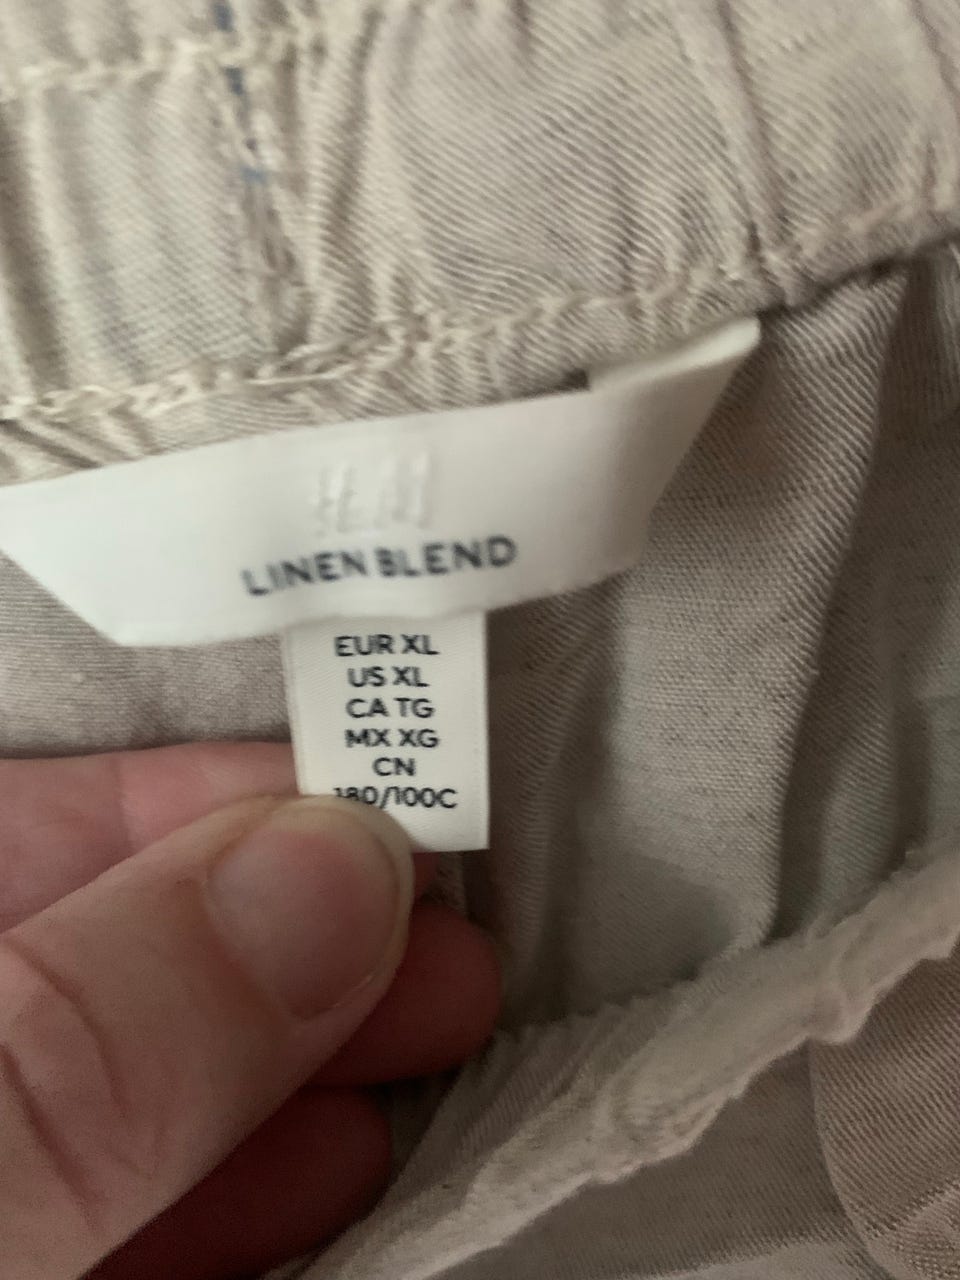 H&M
LINEN BLEND
EUR XL
US XL
CA TG
MX XG
CN
180/100C